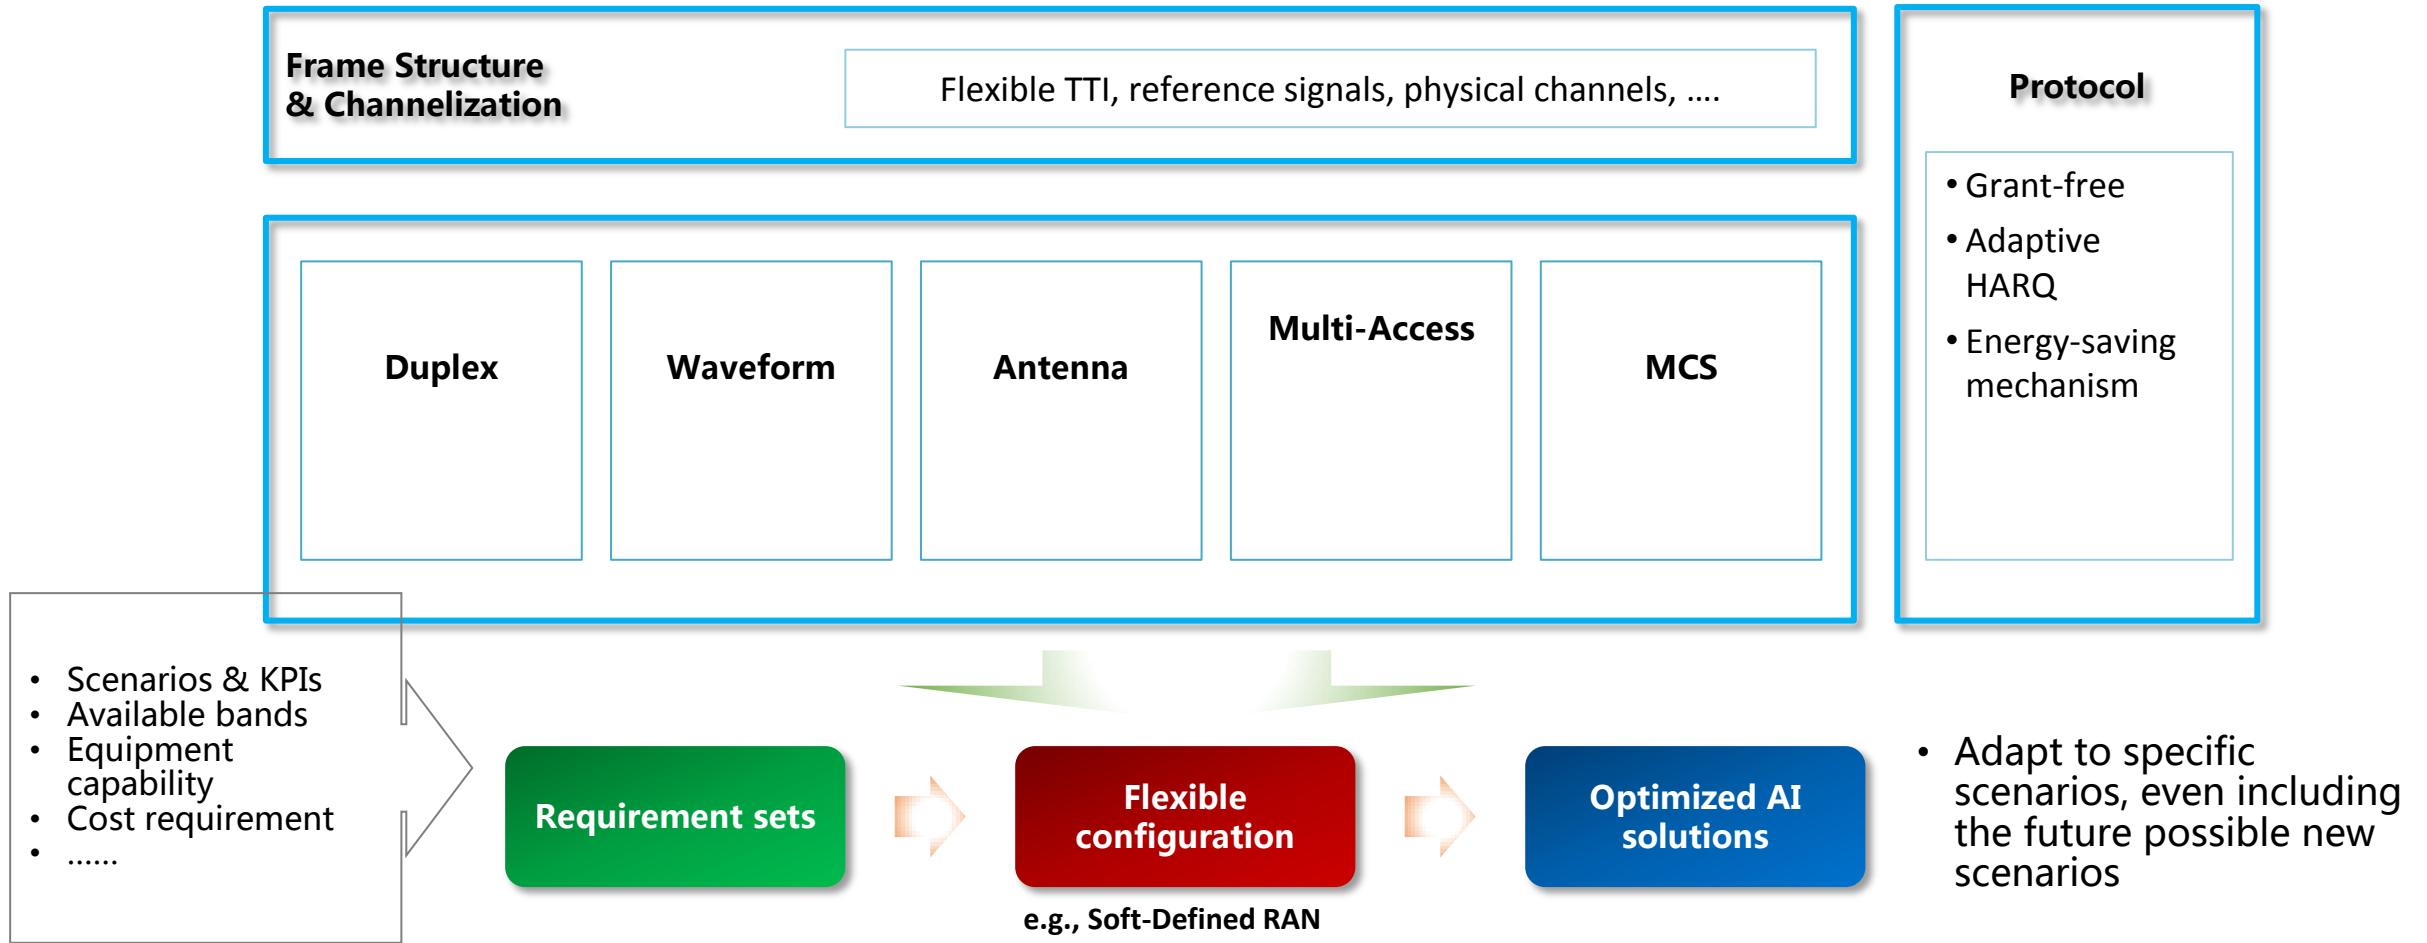 Frame Structure
& Channelization
Flexible TTI, reference signals, physical channels, ....
Protocol
• Grant-free
• Adaptive
HARQ
• Energy-saving
mechanism
Duplex
Waveform
Antenna
Multi-Access
MCS
• Scenarios & KPIs
• Available bands
• Equipment
capability
• Cost requirement
• ......
Requirement sets
Flexible
configuration
e.g., Soft-Defined RAN
Optimized AI
solutions
• Adapt to specific
scenarios, even including
the future possible new
scenarios